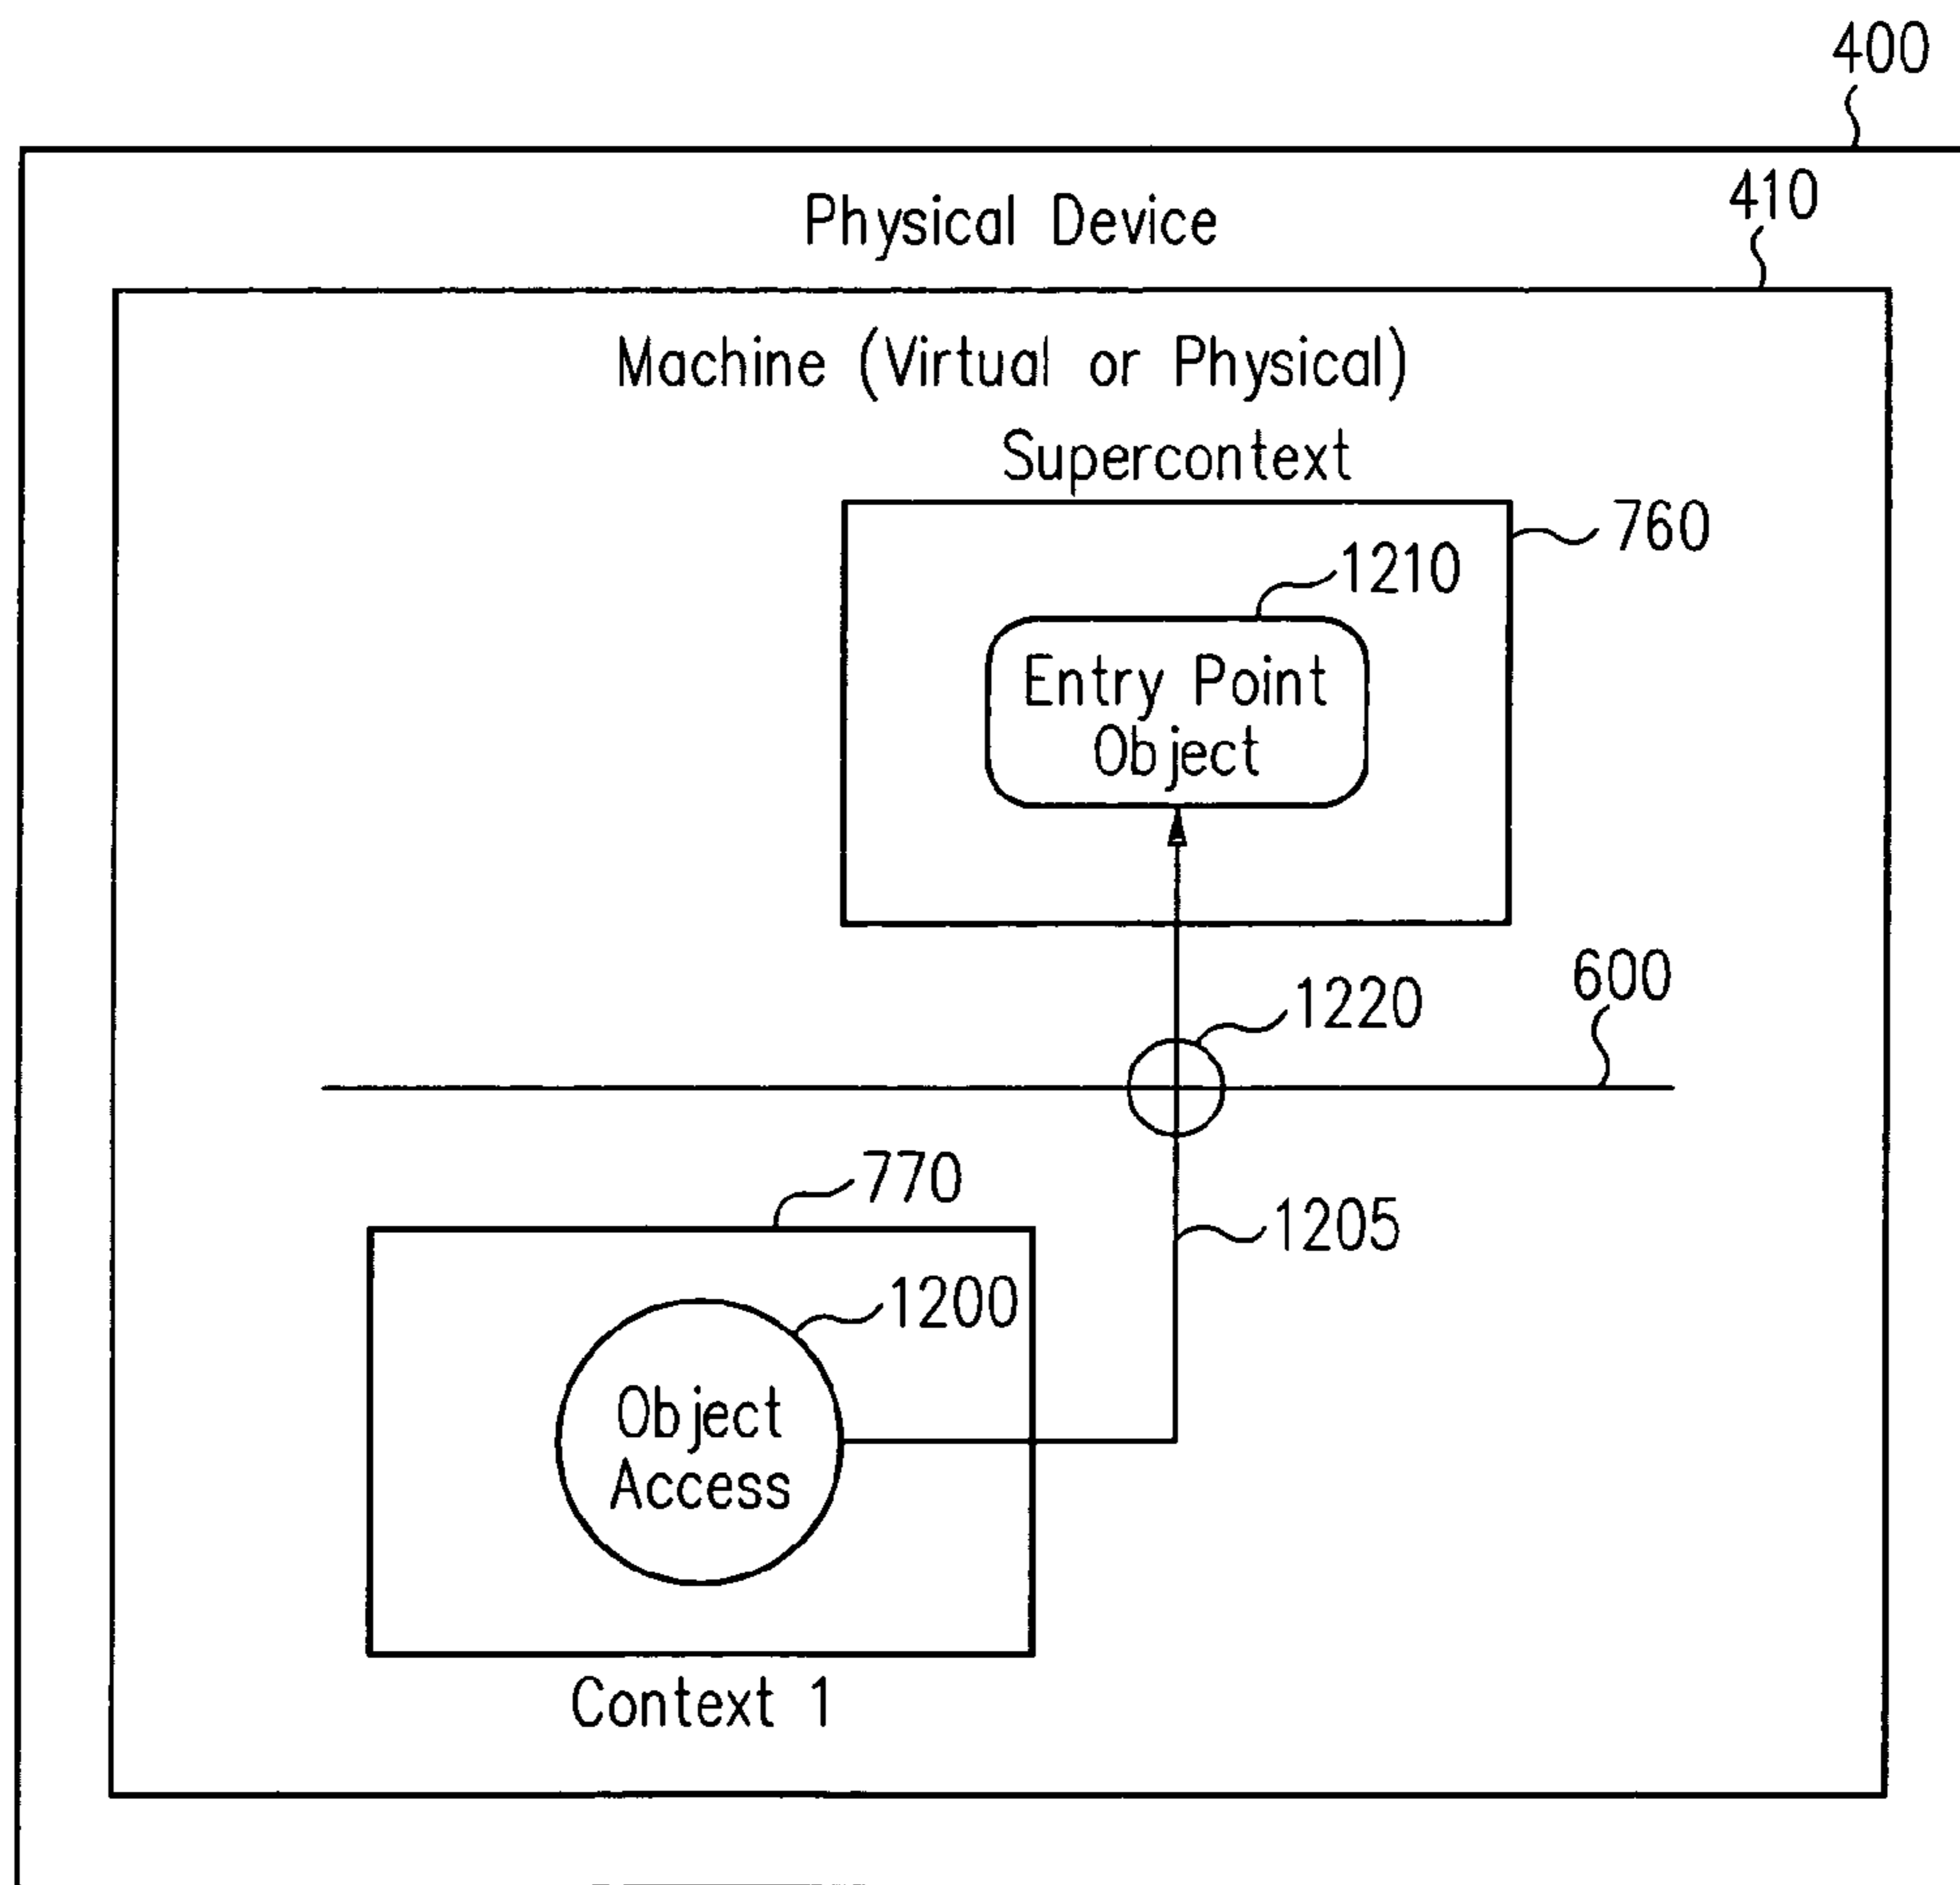 400
410
Physical Device
Machine (Virtual or Physical)
Supercontext
760
1210
Entry Point
Object
600
1220
770
1205
1200
Object
Access
Context 1